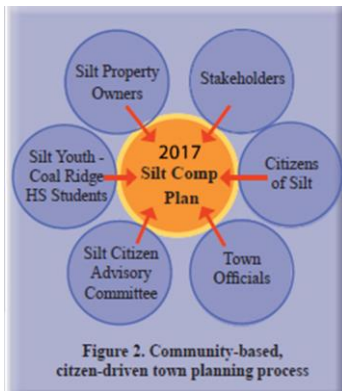 Silt Property
Owners
Stakeholders
Silt Youth -
Coal Ridge
HS Students
2017
Silt Comp
Plan
Citizens
of Silt
Silt Citizen
Advisory
Committee
Town
Officials
Figure 2. Community-based,
citzen-driven town planning process